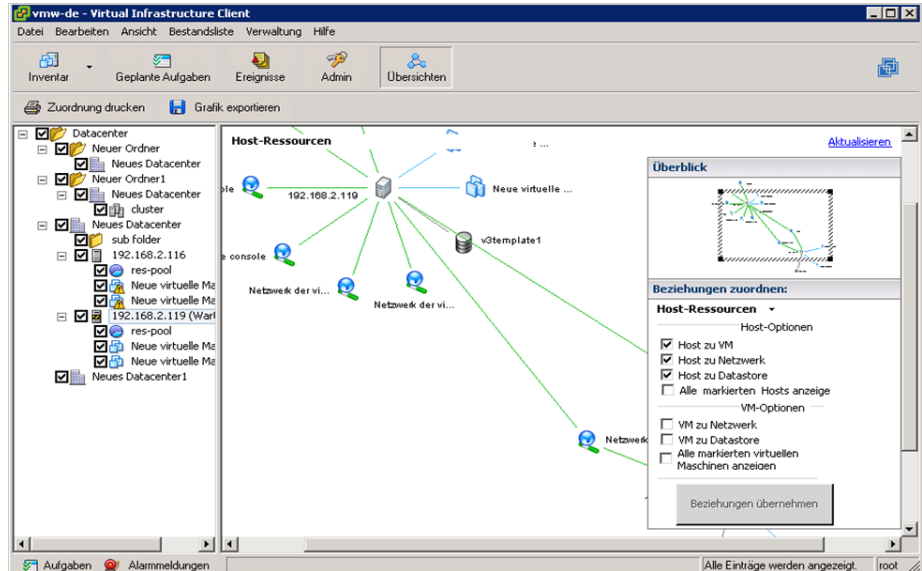 vmw-de - Virtual Infrastructure Client
Datei Bearbeiten Ansicht Bestandsliste Verwaltung Hilfe
Inventar Geplante Aufgaben Ereignisse Admin Übersichten
Zuordnung drucken Grafik exportieren
Datacenter
Neuer Ordner
Neues Datacenter
Neuer Ordner1
Neues Datacenter
cluster
Neues Datacenter
sub folder
192.168.2.116
res-pool
Neue virtuelle Ma
Neue virtuelle Ma
192.168.2.119 (Wart
res-pool
Neue virtuelle Ma
Neue virtuelle Ma
Neues Datacenter1
Host-Ressourcen
Aktualisieren
192.168.2.119
Neue virtuelle ...
v3template1
console
Netzwerk der vi...
Netzwerk der vi...
Netzwerk
Überblick
Beziehungen zuordnen:
Host-Ressourcen
Host-Optionen
Host zu VM
Host zu Netzwerk
Host zu Datastore
Alle markierten Hosts anzeige
VM-Optionen
VM zu Netzwerk
VM zu Datastore
Alle markierten virtuellen
Maschinen anzeigen
Beziehungen übernehmen
Aufgaben Alarmmeldungen
Alle Einträge werden angezeigt. root